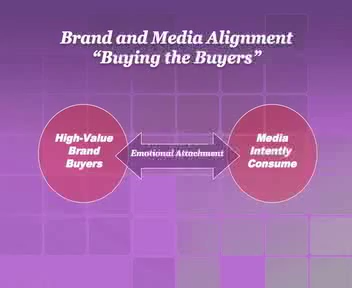 Brand and Media Alignment
“Buying the Buyers”
High-Value
Brand
Buyers
Emotional Attachment
Media
Intently
Consume